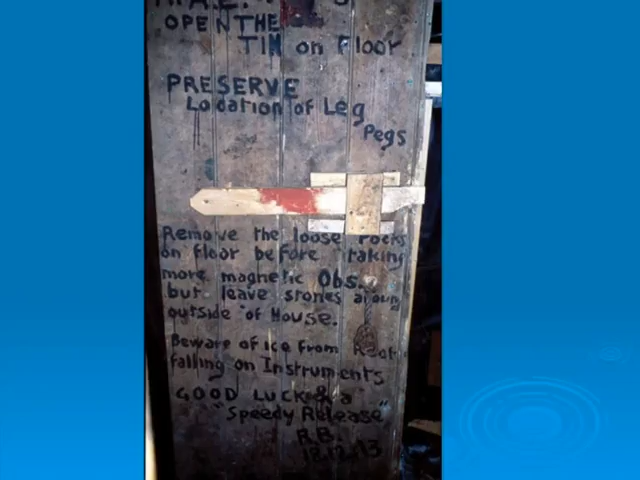 OPEN THE
TIN on Floor
PRESERVE
Location of Leg
Pegs
Remove the loose rocks
on floor before taking
more magnetic Obs.
but leave stones around
outside of House.
Beware of ice from Roof
falling on Instruments
GOOD LUCK & a
"Speedy Release"
R.B.
18.12.13